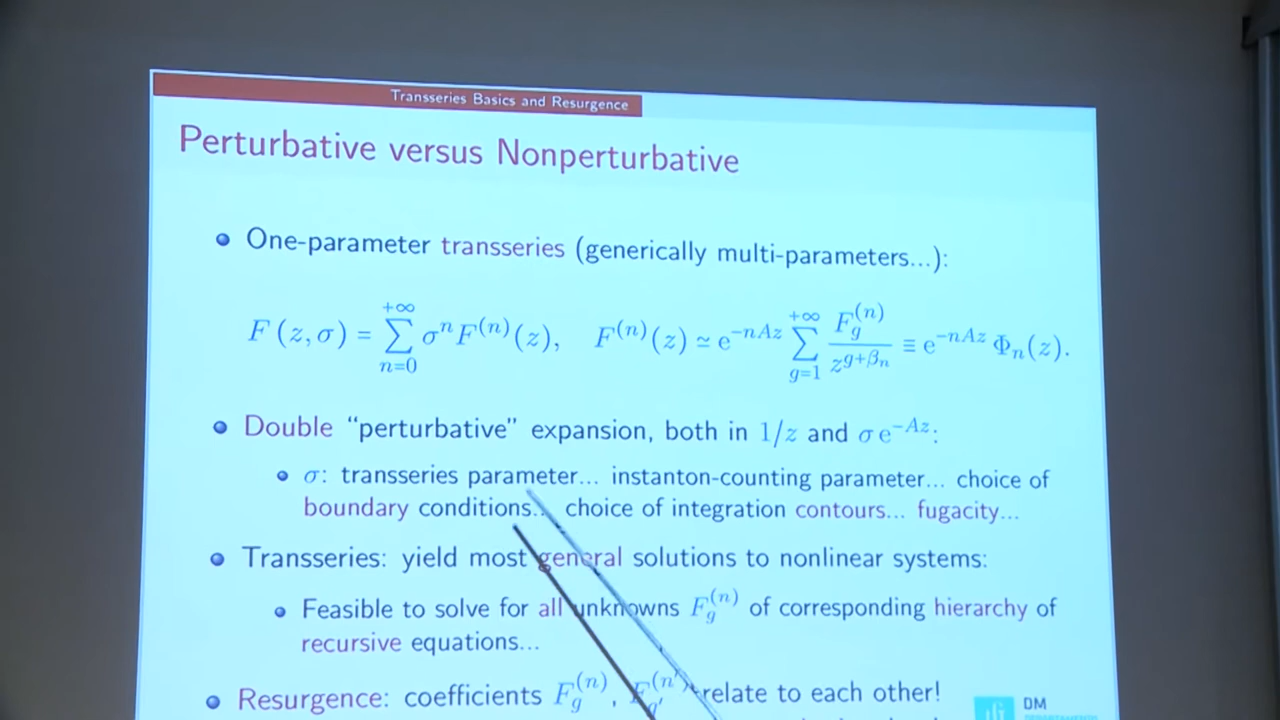 Transseries Basics and Resurgence
Perturbative versus Nonperturbative
One-parameter transseries (generically multi-parameters...):
F(z, σ) = ∑_{n=0}^{+∞} σ^n F^{(n)}(z), F^{(n)}(z) ≃ e^{-nAz} ∑_{g=1}^{+∞} F_g^{(n)} / z^{g+β_n} ≡ e^{-nAz} Φ_n(z).
Double “perturbative” expansion, both in 1/z and σ e^{-Az}:
σ: transseries parameter... instanton-counting parameter... choice of
boundary conditions... choice of integration contours... fugacity...
Transseries: yield most general solutions to nonlinear systems:
Feasible to solve for all unknowns F_g^{(n)} of corresponding hierarchy of
recursive equations...
Resurgence: coefficients F_g^{(n)}, F_{g'}^{(n')} relate to each other!
DM